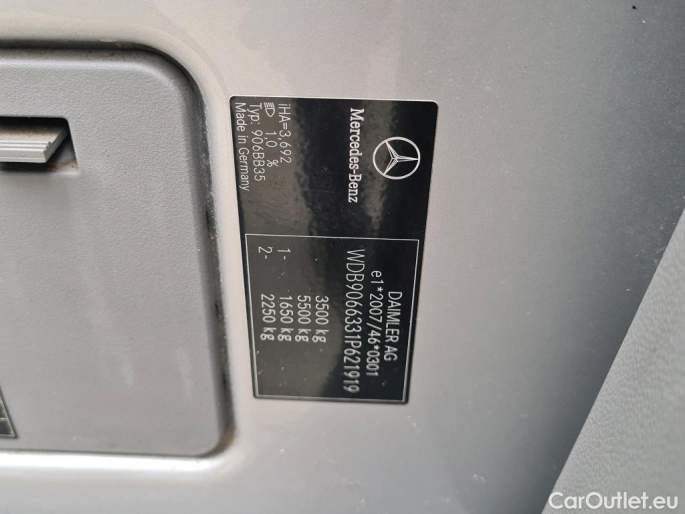 Mercedes-Benz
iHA=3,692
1,0 %
Typ: 906BB35
Made in Germany
DAIMLER AG
e1*2007/46*0301
WDB9066331P621919
3500 kg
5500 kg
1- 1650 kg
2- 2250 kg
CarOutlet.eu